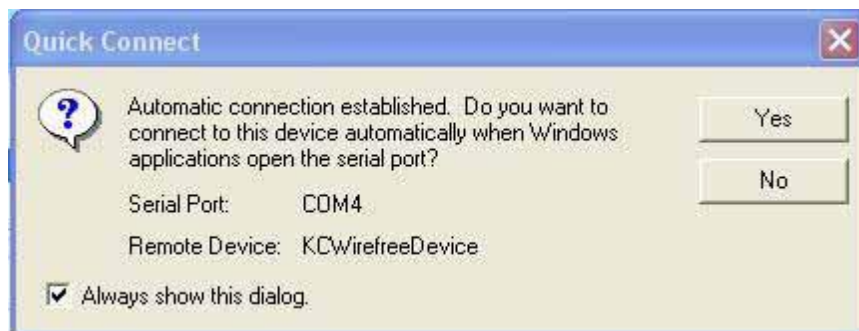 Quick Connect
Automatic connection established.  Do you want to
connect to this device automatically when Windows
applications open the serial port?
Yes
No
Serial Port: COM4
Remote Device: KCWirefreeDevice
Always show this dialog.